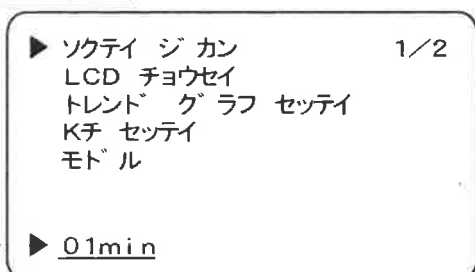 ▶ ソクテイ ジカン 1/2
LCD チョウセイ
トレンド グラフ セッテイ
Kチ セッテイ
モドル
▶ 01min